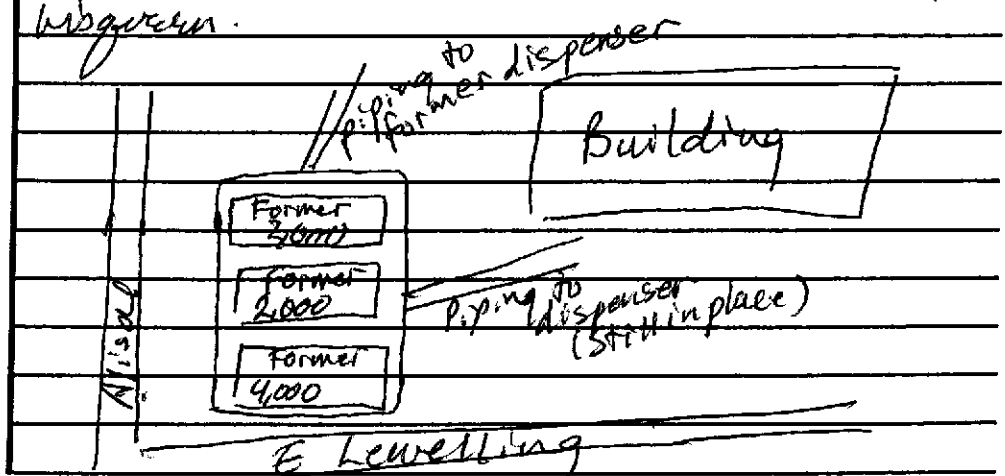 piping to
former dispenser
Building
Former
Former
2,000
piping to
dispenser
(still in place)
Former
4,000
E Lewelling